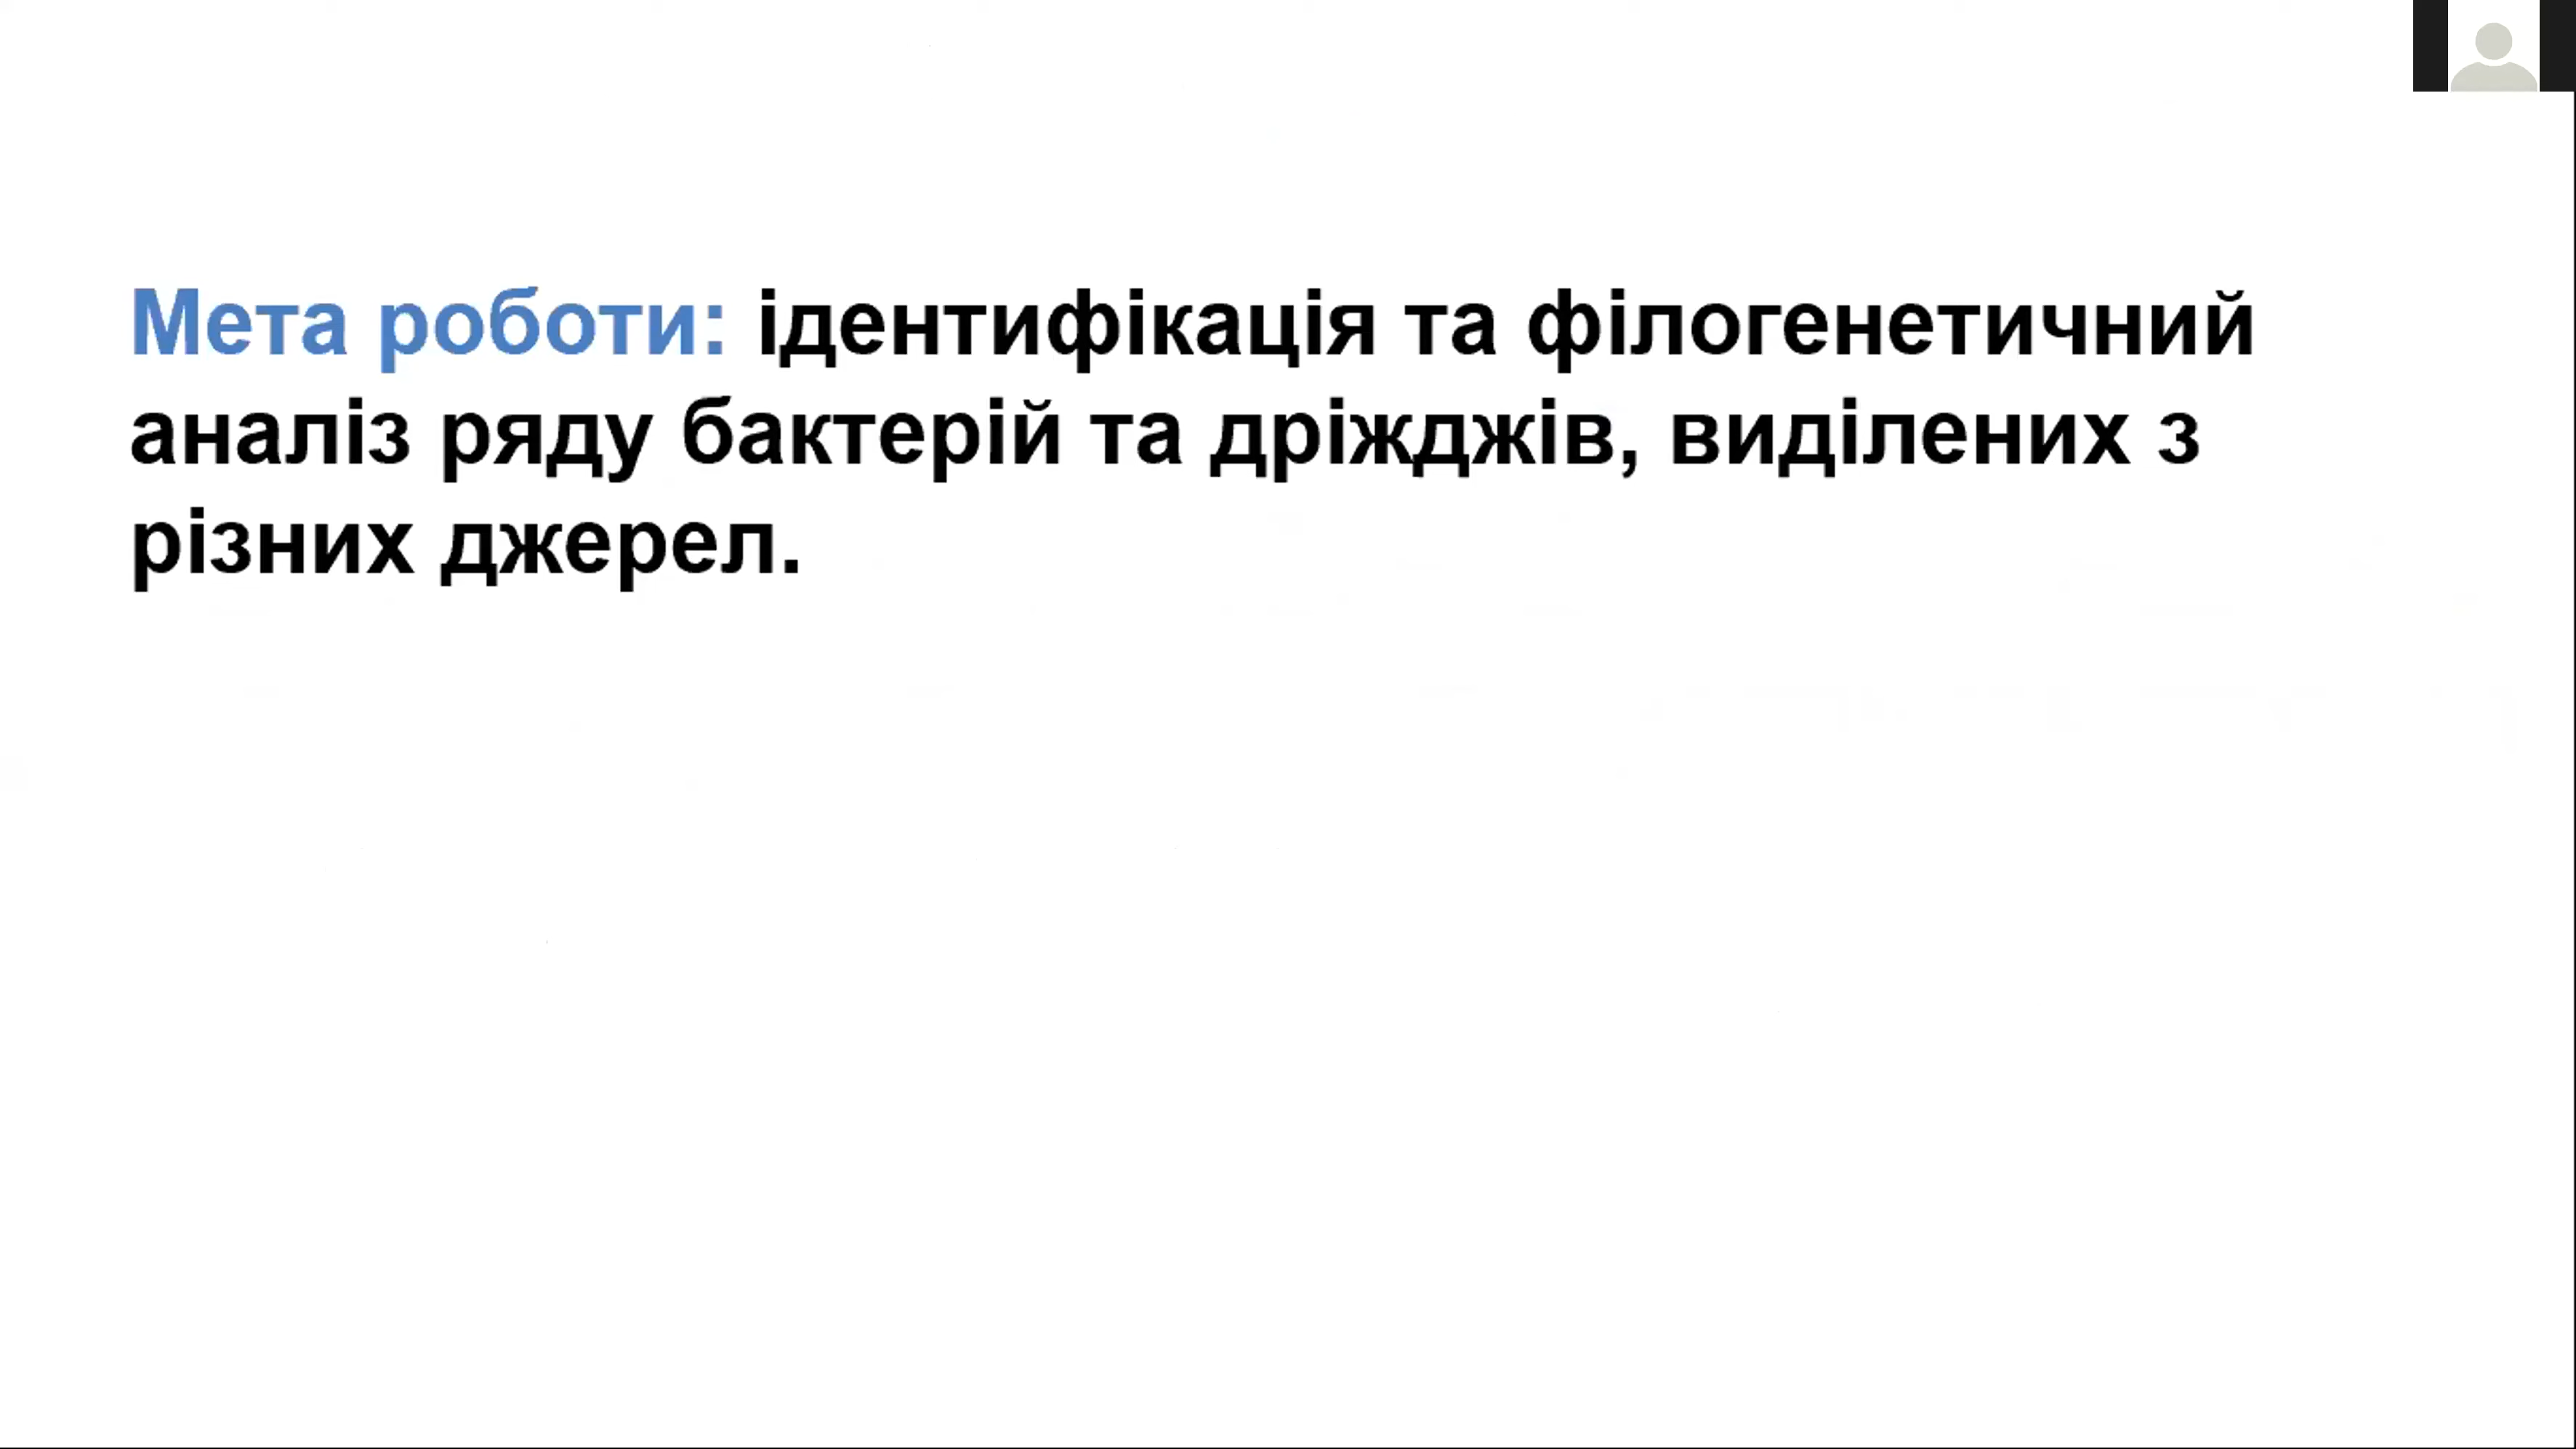 Мета роботи: ідентифікація та філогенетичний
аналіз ряду бактерій та дріжджів, виділених з
різних джерел.